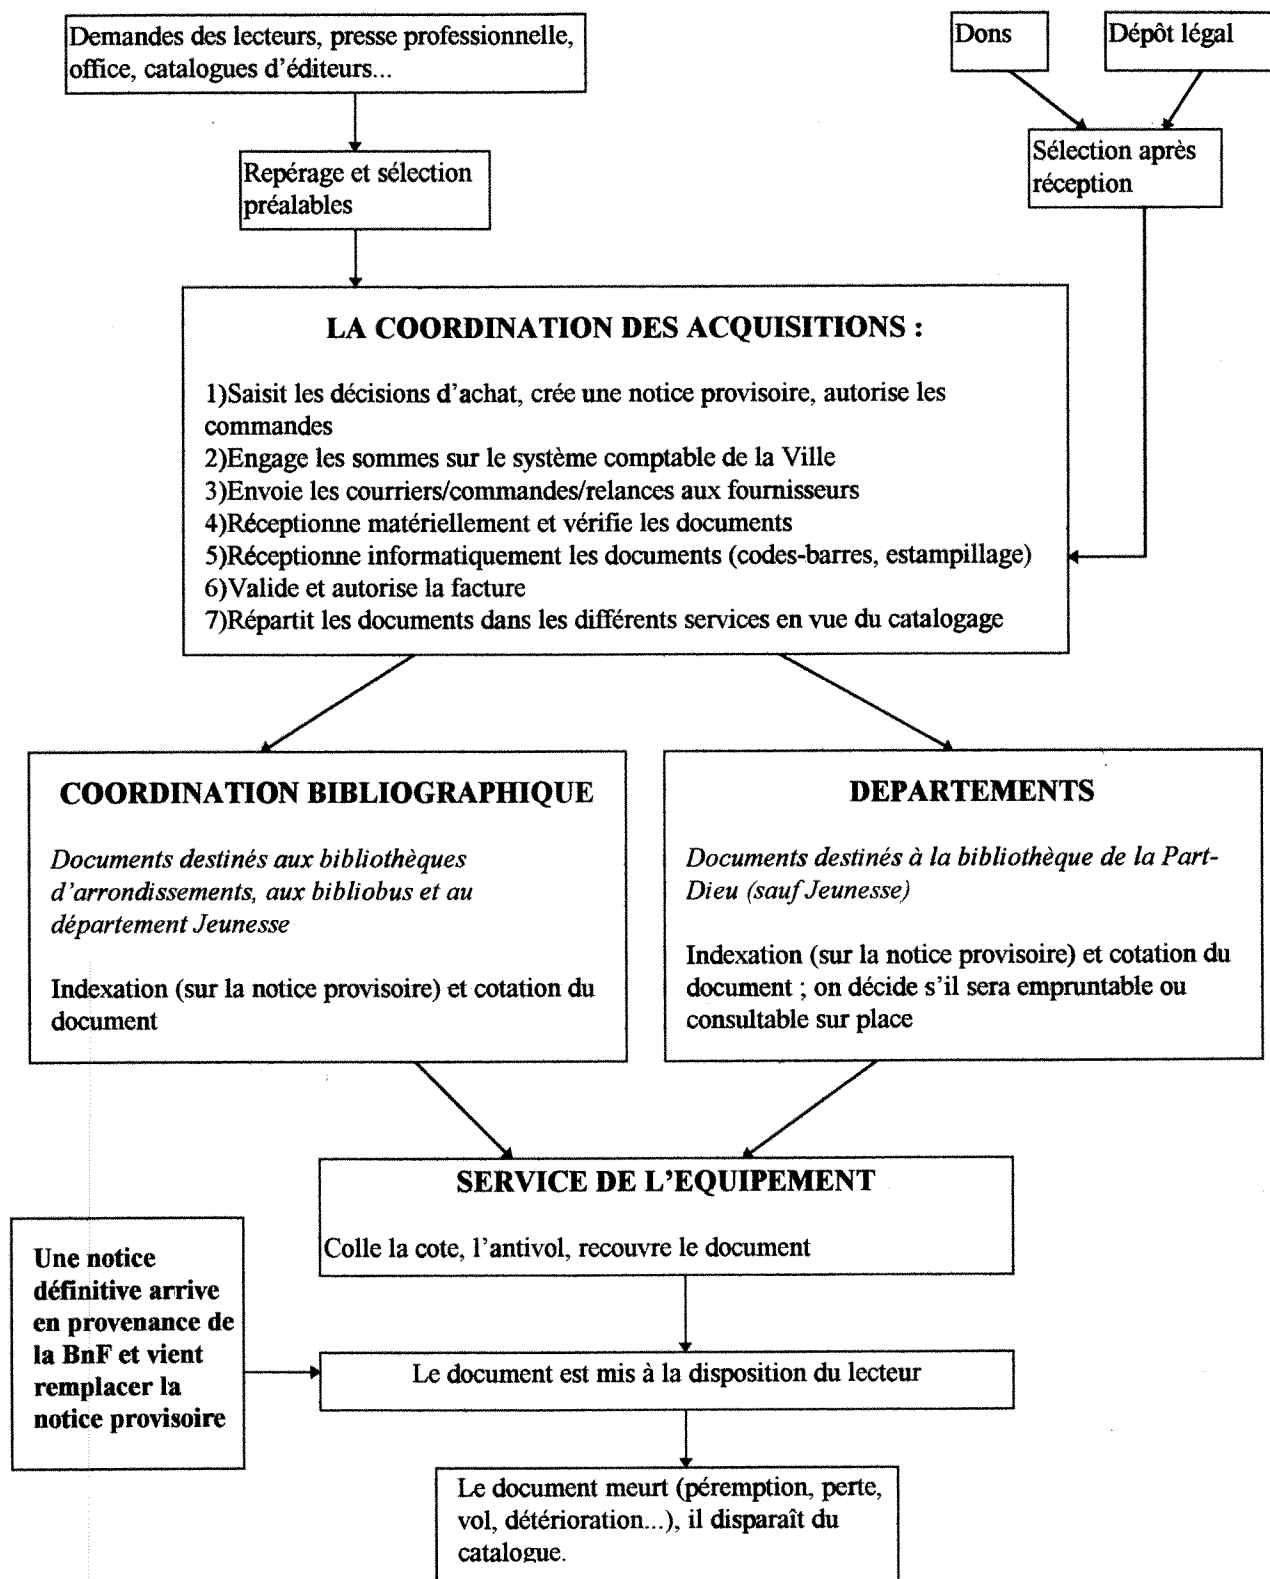 Demandes des lecteurs, presse professionnelle,
office, catalogues d'éditeurs...
Dons
Dépôt légal
Repérage et sélection
préalables
Sélection après
réception
LA COORDINATION DES ACQUISITIONS :
1)Saisit les décisions d'achat, crée une notice provisoire, autorise les
commandes
2)Engage les sommes sur le système comptable de la Ville
3)Envoie les courriers/commandes/relances aux fournisseurs
4)Réceptionne matériellement et vérifie les documents
5)Réceptionne informatiquement les documents (codes-barres, estampillage)
6)Valide et autorise la facture
7)Répartit les documents dans les différents services en vue du catalogage
COORDINATION BIBLIOGRAPHIQUE
Documents destinés aux bibliothèques
d'arrondissements, aux bibliobus et au
département Jeunesse
Indexation (sur la notice provisoire) et cotation du
document
DEPARTEMENTS
Documents destinés à la bibliothèque de la Part-
Dieu (sauf Jeunesse)
Indexation (sur la notice provisoire) et cotation du
document ; on décide s'il sera empruntable ou
consultable sur place
SERVICE DE L'EQUIPEMENT
Colle la cote, l'antivol, recouvre le document
Une notice
définitive arrive
en provenance de
la BnF et vient
remplacer la
notice provisoire
Le document est mis à la disposition du lecteur
Le document meurt (péremption, perte,
vol, détérioration...), il disparaît du
catalogue.